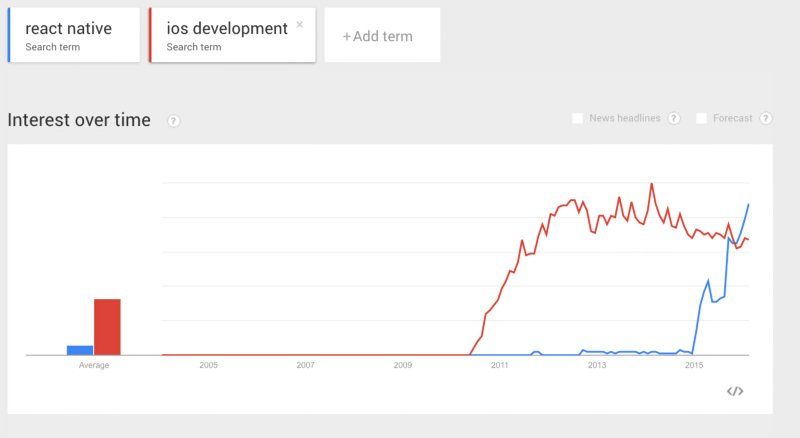 react native
Search term
ios development ×
Search term
+Add term
Interest over time ?
News headlines ?
Forecast ?
Average
2005
2007
2009
2011
2013
2015
</>